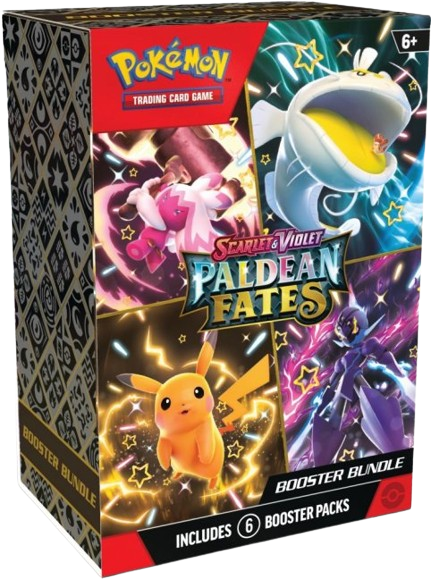 POKÉMON
TRADING CARD GAME
6+
SCARLET & VIOLET
PALDEAN
FATES
BOOSTER BUNDLE
INCLUDES 6 BOOSTER PACKS
BOOSTER BUNDLE